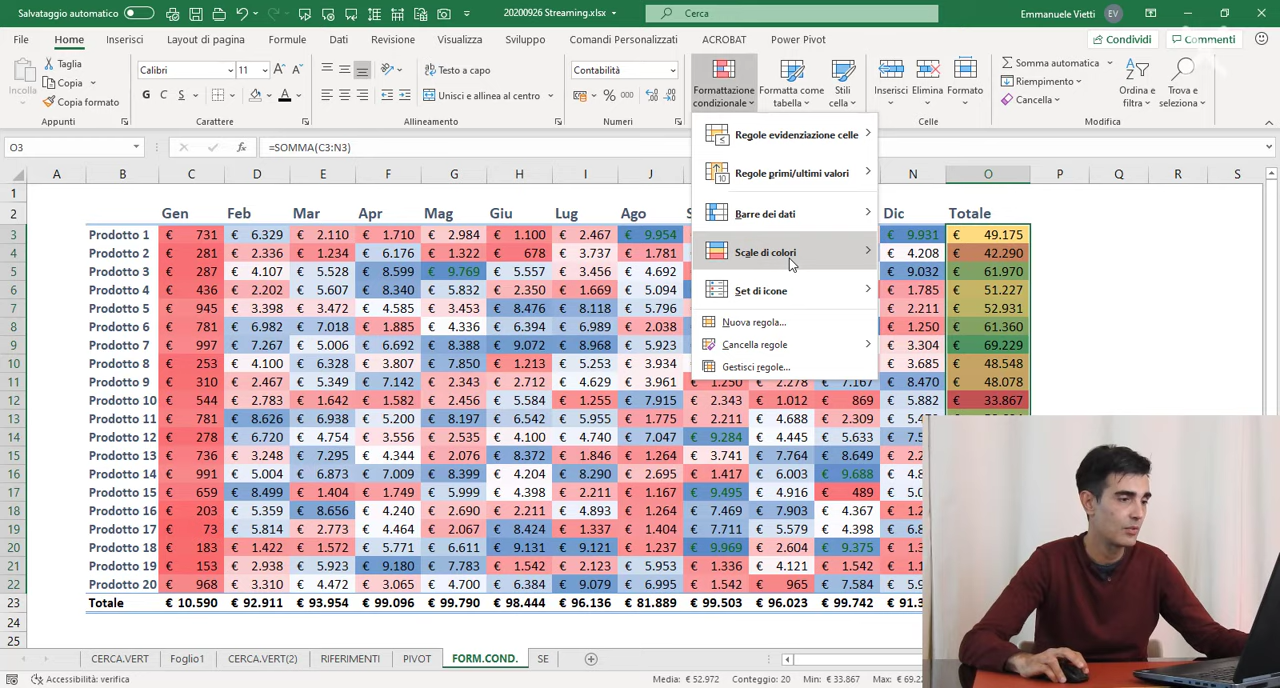 Salvataggio automatico 20200926 Streaming.xlsx Cerca Emmanuele Vietti EV
File Home Inserisci Layout di pagina Formule Dati Revisione Visualizza Sviluppo Comandi Personalizzati ACROBAT Power Pivot Condividi Commenti
Incolla Taglia Copia Copia formato
Calibri 11 G C S
Testo a capo Unisci e allinea al centro
Contabilità % 000
Formattazione condizionale Formattazione come tabella Stili cella Inserisci Elimina Formato
Somma automatica Riempimento Cancella Ordina e filtra Trova e seleziona
Appunti Carattere Allineamento Numeri Celle Modifica
O3 fx =SOMMA(C3:N3)
Regole evidenziazione celle
Regole primi/ultimi valori
Barre dei dati
Scale di colori
Set di icone
Nuova regola...
Cancella regole
Gestisci regole...
A B C D E F G H I J N O P Q R S
1
2 Gen Feb Mar Apr Mag Giu Lug Ago S Dic Totale
3 Prodotto 1 € 731 € 6.329 € 2.110 € 1.710 € 2.984 € 1.100 € 2.467 € 9.954 € 9.931 € 49.175
4 Prodotto 2 € 281 € 2.336 € 1.234 € 6.176 € 1.322 € 678 € 3.737 € 1.781 € 4.208 € 42.290
5 Prodotto 3 € 287 € 4.107 € 5.528 € 8.599 € 9.769 € 5.557 € 3.456 € 4.692 € 9.032 € 61.970
6 Prodotto 4 € 436 € 2.202 € 5.607 € 8.340 € 5.832 € 2.350 € 1.669 € 5.094 € 1.785 € 51.227
7 Prodotto 5 € 945 € 3.398 € 3.472 € 4.585 € 3.453 € 8.476 € 8.118 € 5.796 € 2.211 € 52.931
8 Prodotto 6 € 781 € 6.982 € 7.018 € 1.885 € 4.336 € 6.394 € 6.989 € 2.038 € 1.250 € 61.360
9 Prodotto 7 € 997 € 7.267 € 5.006 € 6.692 € 8.388 € 9.072 € 8.968 € 5.923 € 3.304 € 69.229
10 Prodotto 8 € 253 € 4.100 € 6.638 € 3.807 € 7.850 € 1.213 € 5.253 € 3.934 € 3.685 € 48.548
11 Prodotto 9 € 310 € 2.467 € 5.349 € 7.142 € 2.343 € 2.712 € 4.629 € 3.961 € 1.250 € 2.278 € 7.167 € 8.470 € 48.078
12 Prodotto 10 € 544 € 2.783 € 1.042 € 1.582 € 2.456 € 5.584 € 1.255 € 7.915 € 2.343 € 1.012 € 869 € 5.882 € 33.867
13 Prodotto 11 € 781 € 8.626 € 3.938 € 5.200 € 8.197 € 6.542 € 5.955 € 1.775 € 2.211 € 4.688 € 2.309
14 Prodotto 12 € 278 € 6.720 € 4.754 € 3.556 € 2.535 € 4.100 € 4.740 € 7.047 € 9.284 € 4.445 € 5.633
15 Prodotto 13 € 736 € 3.248 € 7.295 € 4.344 € 2.076 € 8.372 € 1.846 € 1.264 € 3.741 € 7.764 € 8.649
16 Prodotto 14 € 991 € 5.004 € 6.873 € 7.009 € 8.399 € 4.204 € 8.290 € 2.695 € 1.417 € 6.003 € 9.688
17 Prodotto 15 € 659 € 8.499 € 1.404 € 1.749 € 5.999 € 4.398 € 2.211 € 1.167 € 9.495 € 4.916 € 489
18 Prodotto 16 € 203 € 5.359 € 8.656 € 4.240 € 2.690 € 2.211 € 4.893 € 1.264 € 7.469 € 7.903 € 4.367
19 Prodotto 17 € 73 € 5.814 € 2.773 € 4.464 € 2.067 € 8.424 € 1.337 € 1.404 € 7.711 € 5.579 € 4.398
20 Prodotto 18 € 183 € 1.422 € 1.572 € 5.771 € 6.611 € 9.131 € 9.121 € 1.237 € 9.969 € 2.604 € 9.375
21 Prodotto 19 € 153 € 2.938 € 5.923 € 9.180 € 7.783 € 1.542 € 2.123 € 5.953 € 1.336 € 4.121 € 1.542
22 Prodotto 20 € 968 € 3.310 € 4.472 € 3.065 € 4.700 € 6.384 € 9.079 € 6.995 € 1.542 € 965 € 7.584
23 Totale € 10.590 € 92.911 € 93.954 € 99.096 € 99.790 € 98.444 € 96.136 € 81.889 € 99.503 € 96.023 € 99.742
24
25
CERCA.VERT Foglio1 CERCA.VERT(2) RIFERIMENTI PIVOT FORM.COND. SE
Accessibilità: verifica Media: € 52.972 Conteggio: 20 Min: € 33.867